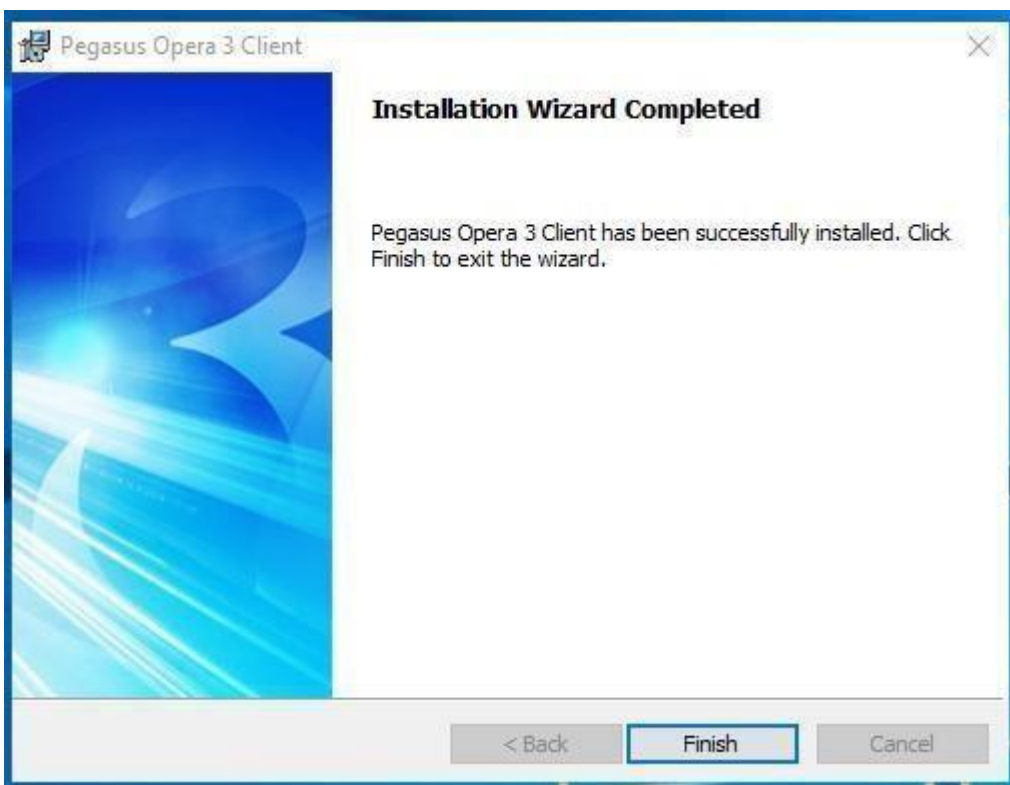 Pegasus Opera 3 Client
Installation Wizard Completed
Pegasus Opera 3 Client has been successfully installed. Click
Finish to exit the wizard.
< Back
Finish
Cancel